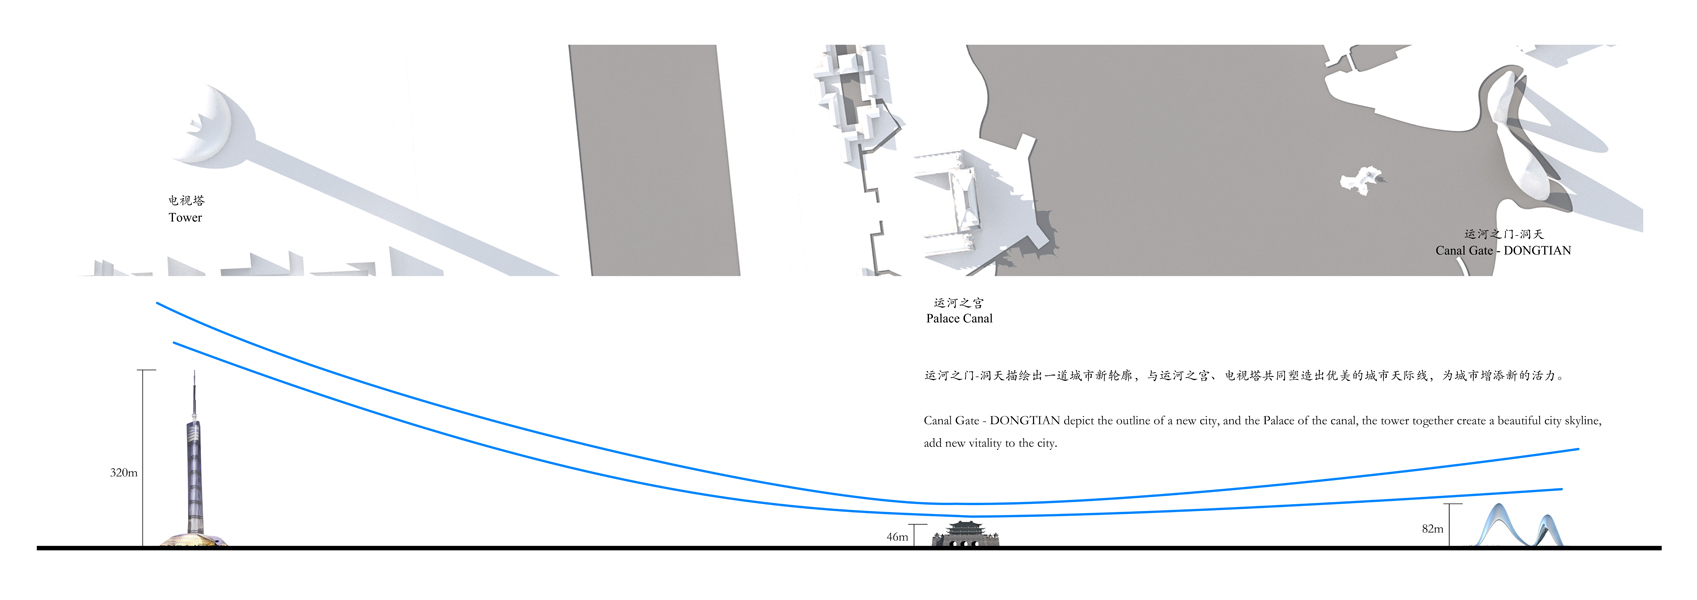 电视塔
Tower
运河之门-洞天
Canal Gate - DONGTIAN
运河之宫
Palace Canal
运河之门-洞天描绘出一道城市新轮廓，与运河之宫、电视塔共同塑造出优美的城市天际线，为城市增添新的活力。
Canal Gate - DONGTIAN depict the outline of a new city, and the Palace of the canal, the tower together create a beautiful city skyline,
add new vitality to the city.
320m
46m
82m